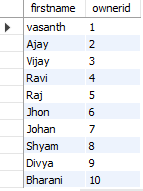 firstname ownerid
vasanth 1
Ajay 2
Vijay 3
Ravi 4
Raj 5
Jhon 6
Johan 7
Shyam 8
Divya 9
Bharani 10